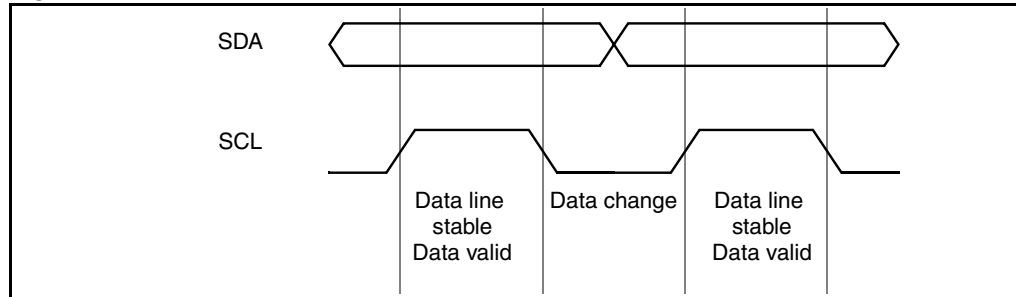 SDA
SCL
Data line
stable
Data valid
Data change
Data line
stable
Data valid